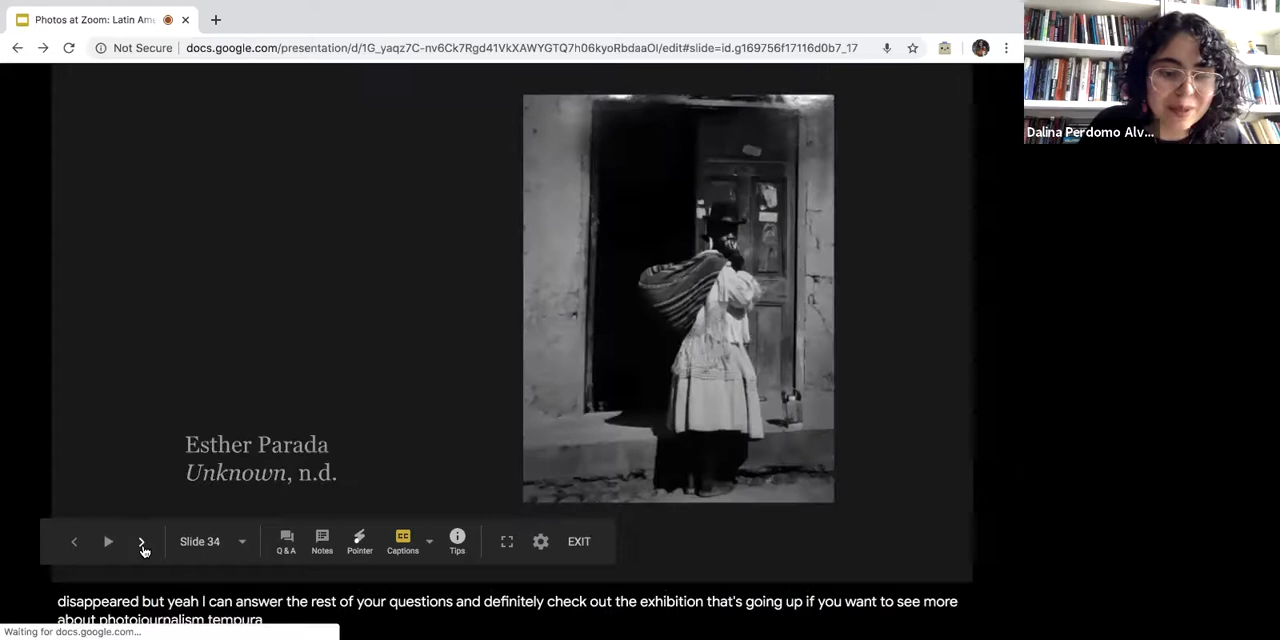 Photos at Zoom: Latin Ame
Not Secure
docs.google.com/presentation/d/1G_yaqz7C-nv6Ck7Rgd41VkXAWYGTQ7h06kyoRbdaaOI/edit#slide=id.g169756f17116d0b7_17
Dalina Perdomo Alv...
Esther Parada
Unknown, n.d.
Slide 34
Q & A
Notes
Pointer
CC
Captions
Tips
EXIT
disappeared but yeah I can answer the rest of your questions and definitely check out the exhibition that's going up if you want to see more
about photojournalism tempura
Waiting for docs.google.com...